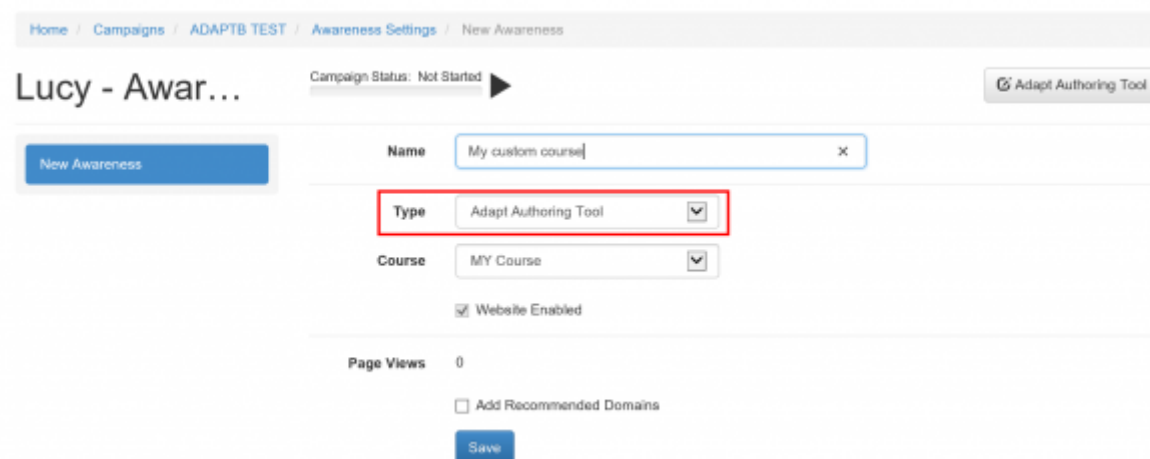 Home / Campaigns / ADAPTB TEST / Awareness Settings / New Awareness
Lucy - Awar...
Campaign Status: Not Started
Adapt Authoring Tool
New Awareness
Name My custom course ×
Type Adapt Authoring Tool
Course MY Course
Website Enabled
Page Views 0
Add Recommended Domains
Save